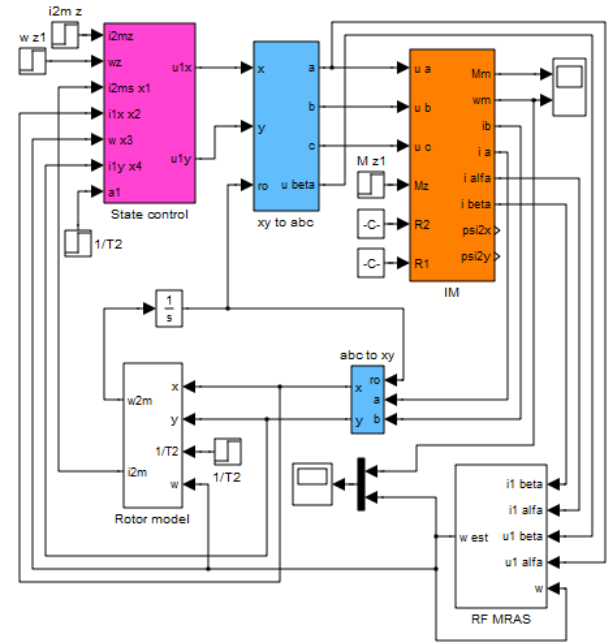 i2m z
w z1
i2mz
wz
i2ms x1
i1x x2
w x3
i1y x4
a1
u1x
u1y
State control
1/T2
x
y
ro
a
b
c
u beta
xy to abc
M z1
-C-
-C-
u a
u b
u c
Mz
R2
R1
Mm
wm
ib
i a
i alfa
i beta
psi2x
psi2y
IM
1
s
abc to xy
ro
a
b
x
y
w2m
i2m
x
y
1/T2
w
Rotor model
1/T2
w est
i1 beta
i1 alfa
u1 beta
u1 alfa
w
RF MRAS